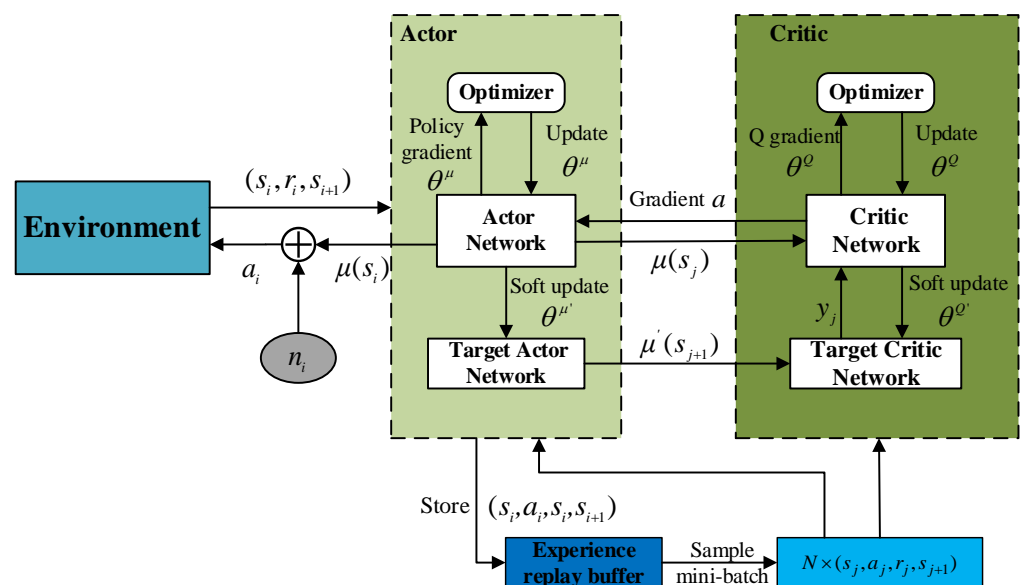 Actor
Critic
Optimizer
Optimizer
Policy
gradient
θ^μ
Update
θ^μ
Q gradient
θ^Q
Update
θ^Q
(s_i, r_i, s_{i+1})
Environment
Actor
Network
Gradient a
Critic
Network
a_i
μ(s_i)
μ(s_j)
Soft update
θ^{μ'}
y_j
Soft update
θ^{Q'}
n_i
Target Actor
Network
μ'(s_{j+1})
Target Critic
Network
Store
(s_i, a_i, s_i, s_{i+1})
Experience
replay buffer
Sample
mini-batch
N×(s_j, a_j, r_j, s_{j+1})